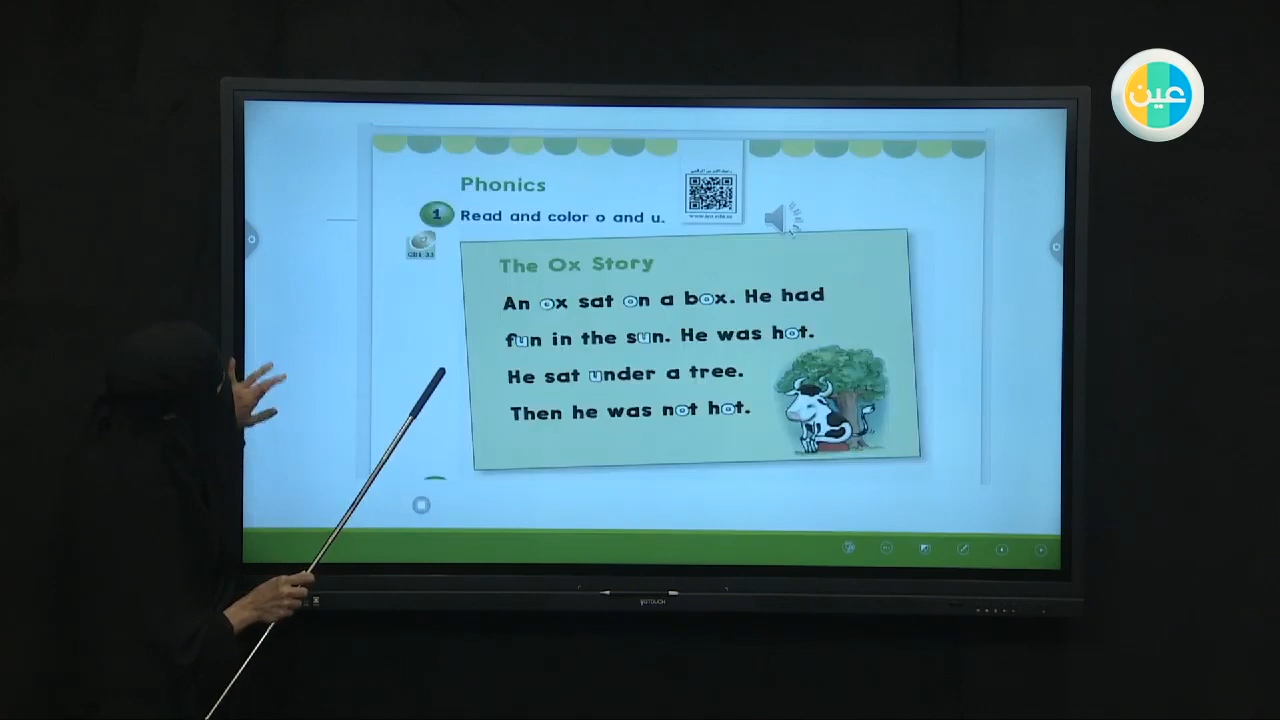 عين
Phonics
1 Read and color o and u.
The Ox Story
An ox sat on a box. He had
fun in the sun. He was hot.
He sat under a tree.
Then he was not hot.